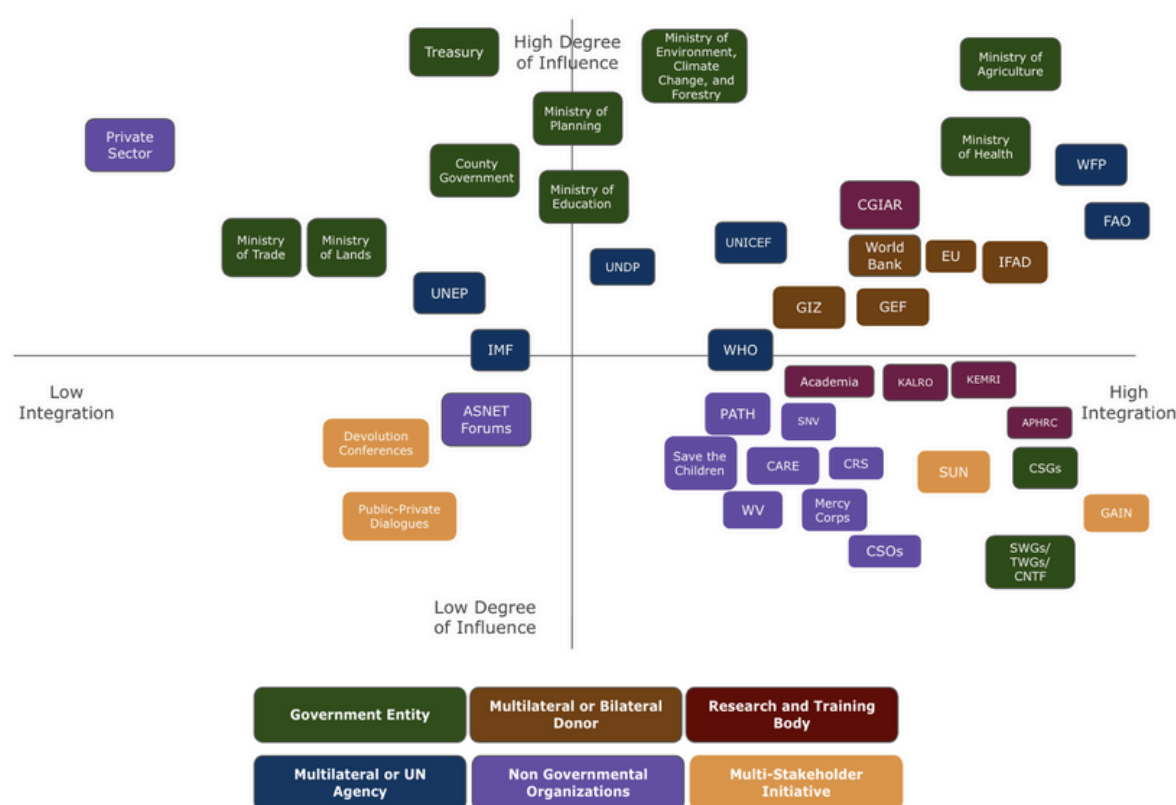 High Degree
of Influence
Treasury
Ministry of
Environment,
Climate
Change, and
Forestry
Ministry of
Agriculture
Ministry of
Planning
Private
Sector
Ministry
of Health
County
Government
WFP
Ministry of
Education
CGIAR
FAO
Ministry
of Trade
Ministry
of Lands
UNICEF
World
Bank
EU
IFAD
UNDP
UNEP
GIZ
GEF
IMF
WHO
Low
Integration
High
Integration
Academia
KALRO
KEMRI
ASNET
Forums
PATH
SNV
APHRC
Devolution
Conferences
Save the
Children
CARE
CRS
SUN
CSGs
Public-Private
Dialogues
WV
Mercy
Corps
GAIN
CSOs
SWGs/
TWGs/
CNTF
Low Degree
of Influence
Government Entity
Multilateral or Bilateral
Donor
Research and Training
Body
Multilateral or UN
Agency
Non Governmental
Organizations
Multi-Stakeholder
Initiative